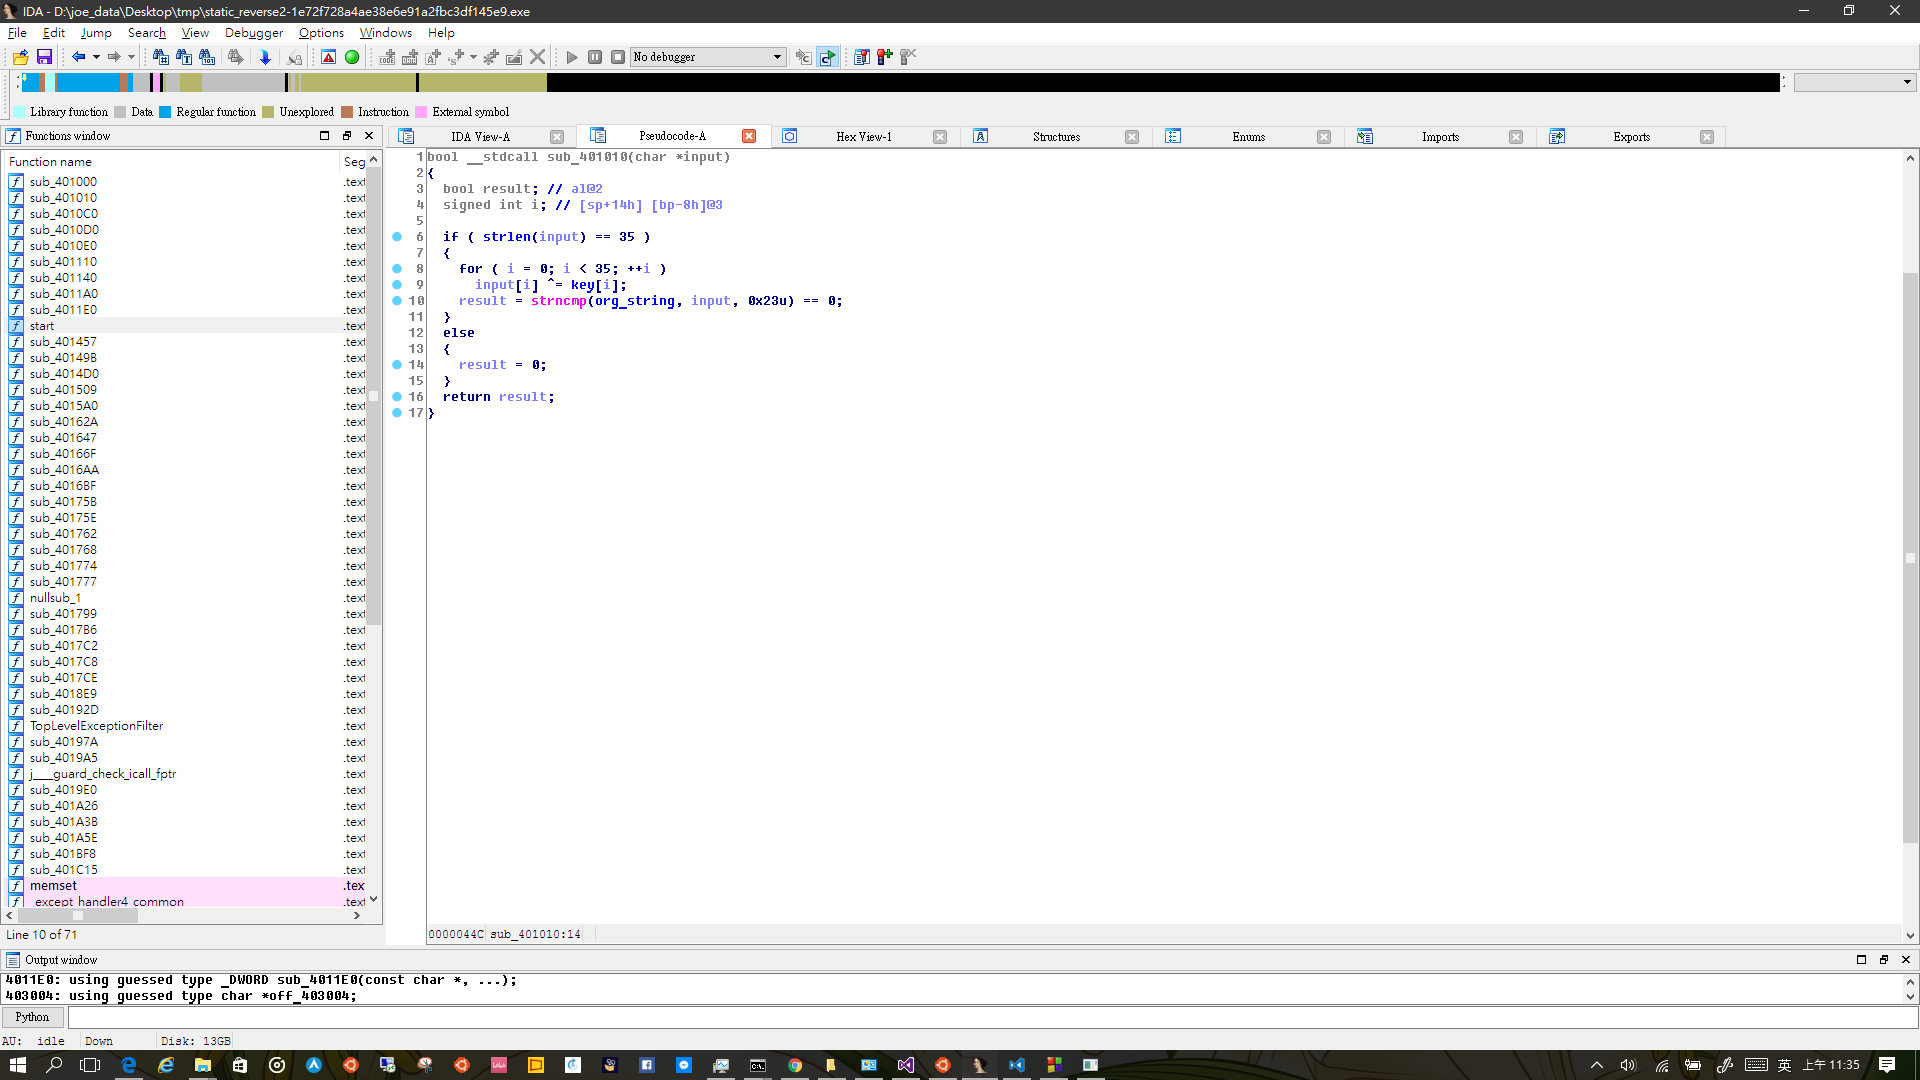 IDA - D:\joe_data\Desktop\tmp\static_reverse2-1e72f728a4ae38e6e91a2fbc3df145e9.exe
File Edit Jump Search View Debugger Options Windows Help
No debugger
Library function Data Regular function Unexplored Instruction External symbol
Functions window
IDA View-A Pseudocode-A Hex View-1 Structures Enums Imports Exports
Function name Seg
sub_401000 .text
sub_401010 .text
sub_4010C0 .text
sub_4010D0 .text
sub_4010E0 .text
sub_401110 .text
sub_401140 .text
sub_4011A0 .text
sub_4011E0 .text
start .text
sub_401457 .text
sub_40149B .text
sub_4014D0 .text
sub_401509 .text
sub_4015A0 .text
sub_40162A .text
sub_401647 .text
sub_40166F .text
sub_4016AA .text
sub_4016BF .text
sub_40175B .text
sub_40175E .text
sub_401762 .text
sub_401768 .text
sub_401774 .text
sub_401777 .text
nullsub_1 .text
sub_401799 .text
sub_4017B6 .text
sub_4017C2 .text
sub_4017C8 .text
sub_4017CE .text
sub_4018E9 .text
sub_40192D .text
TopLevelExceptionFilter .text
sub_40197A .text
sub_4019A5 .text
j___guard_check_icall_fptr .text
sub_4019E0 .text
sub_401A26 .text
sub_401A3B .text
sub_401A5E .text
sub_401BF8 .text
sub_401C15 .text
memset .tex
except_handler4_common .text
Line 10 of 71
1 bool __stdcall sub_401010(char *input)
2 {
3 bool result; // al@2
4 signed int i; // [sp+14h] [bp-8h]@3
5
6 if ( strlen(input) == 35 )
7 {
8 for ( i = 0; i < 35; ++i )
9 input[i] ^= key[i];
10 result = strncmp(org_string, input, 0x23u) == 0;
11 }
12 else
13 {
14 result = 0;
15 }
16 return result;
17 }
0000044C sub_401010:14
Output window
4011E0: using guessed type _DWORD sub_4011E0(const char *, ...);
403004: using guessed type char *off_403004;
Python
AU: idle Down Disk: 13GB
英 上午 11:35